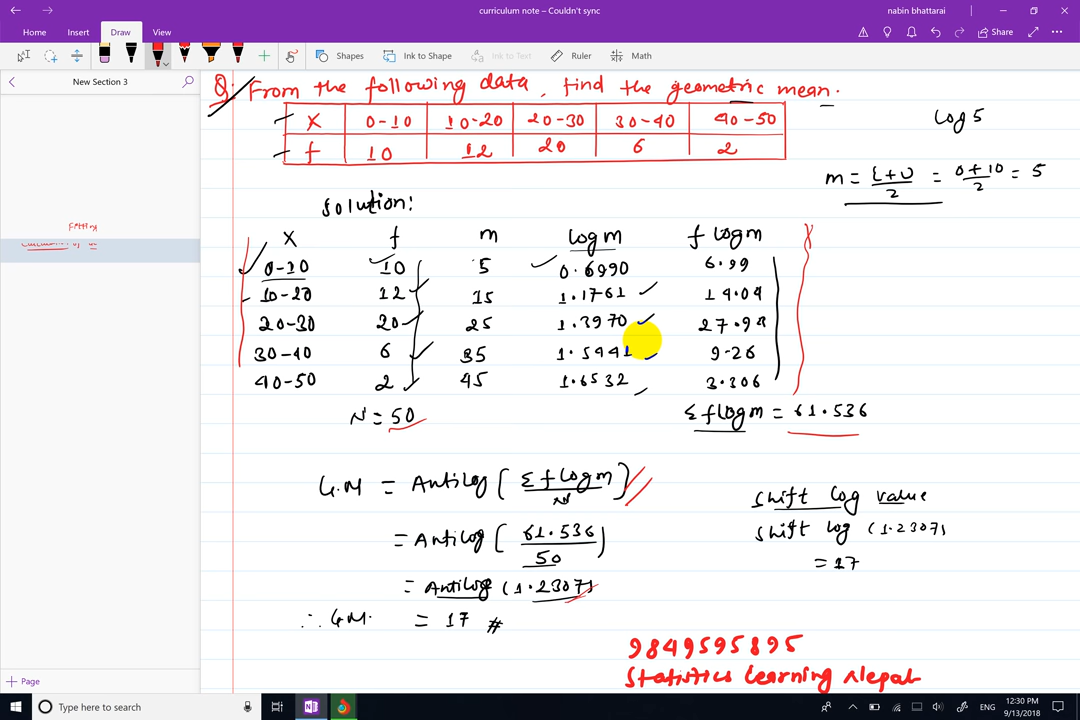 curriculum note – Couldn't sync
nabin bhattarai
Home Insert Draw View
Share
Shapes Ink to Shape Ink to Text Ruler Math
New Section 3
Q. From the following data, find the geometric mean.
X 0-10 10-20 20-30 30-40 40-50
f 10 12 20 6 2
log 5
m = L+U/2 = 0+10/2 = 5
Solution:
X f m log m f log m
0-10 10 5 0.6990 6.99
10-20 12 15 1.1761 14.04
20-30 20 25 1.3970 27.94
30-40 6 35 1.5441 9.26
40-50 2 45 1.6532 3.306
N = 50 Σ f log m = 61.536
G.M = Antilog ( Σ f log m / N )
= Antilog ( 61.536 / 50 )
= Antilog (1.2307)
∴ G.M. = 17 #
Shift log value
Shift log (1.2307)
= 17
9849595895
Statistics Learning Nepal
+ Page
Type here to search
ENG
12:30 PM
9/13/2018